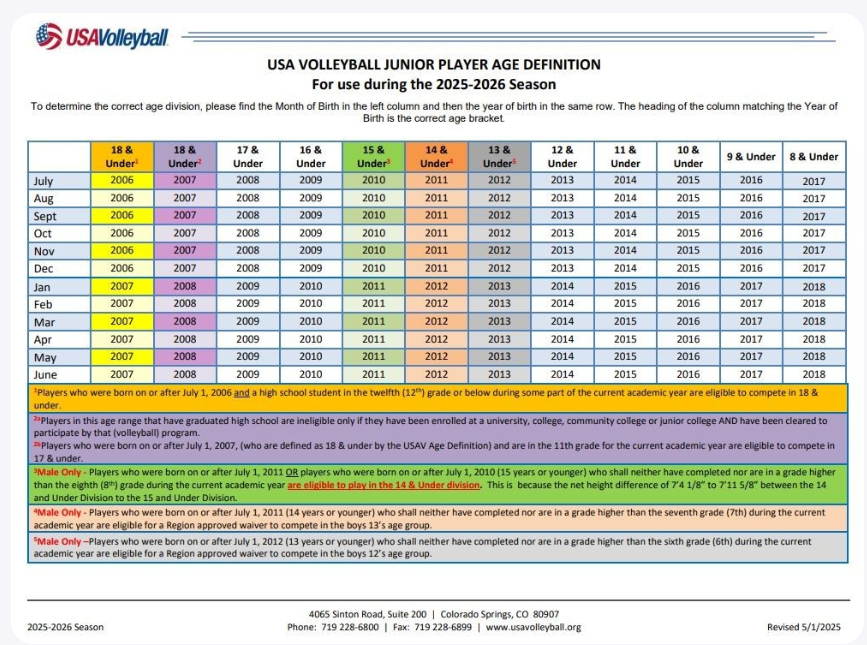 USAVolleyball
USA VOLLEYBALL JUNIOR PLAYER AGE DEFINITION
For use during the 2025-2026 Season
To determine the correct age division, please find the Month of Birth in the left column and then the year of birth in the same row. The heading of the column matching the Year of
Birth is the correct age bracket.
18 & Under¹ 18 & Under² 17 & Under 16 & Under 15 & Under³ 14 & Under⁴ 13 & Under⁵ 12 & Under 11 & Under 10 & Under 9 & Under 8 & Under
July 2006 2007 2008 2009 2010 2011 2012 2013 2014 2015 2016 2017
Aug 2006 2007 2008 2009 2010 2011 2012 2013 2014 2015 2016 2017
Sept 2006 2007 2008 2009 2010 2011 2012 2013 2014 2015 2016 2017
Oct 2006 2007 2008 2009 2010 2011 2012 2013 2014 2015 2016 2017
Nov 2006 2007 2008 2009 2010 2011 2012 2013 2014 2015 2016 2017
Dec 2006 2007 2008 2009 2010 2011 2012 2013 2014 2015 2016 2017
Jan 2007 2008 2009 2010 2011 2012 2013 2014 2015 2016 2017 2018
Feb 2007 2008 2009 2010 2011 2012 2013 2014 2015 2016 2017 2018
Mar 2007 2008 2009 2010 2011 2012 2013 2014 2015 2016 2017 2018
Apr 2007 2008 2009 2010 2011 2012 2013 2014 2015 2016 2017 2018
May 2007 2008 2009 2010 2011 2012 2013 2014 2015 2016 2017 2018
June 2007 2008 2009 2010 2011 2012 2013 2014 2015 2016 2017 2018
¹Players who were born on or after July 1, 2006 and a high school student in the twelfth (12th) grade or below during some part of the current academic year are eligible to compete in 18 &
under.
²ᵃPlayers in this age range that have graduated high school are ineligible only if they have been enrolled at a university, college, community college or junior college AND have been cleared to
participate by that (volleyball) program.
²ᵇPlayers who were born on or after July 1, 2007, (who are defined as 18 & under by the USAV Age Definition) and are in the 11th grade for the current academic year are eligible to compete in
17 & under.
³Male Only - Players who were born on or after July 1, 2011 OR players who were born on or after July 1, 2010 (15 years or younger) who shall neither have completed nor are in a grade higher
than the eighth (8th) grade during the current academic year are eligible to play in the 14 & Under division. This is because the net height difference of 7'4 1/8" to 7'11 5/8" between the 14
and Under Division to the 15 and Under Division.
⁴Male Only - Players who were born on or after July 1, 2011 (14 years or younger) who shall neither have completed nor are in a grade higher than the seventh grade (7th) during the current
academic year are eligible for a Region approved waiver to compete in the boys 13's age group.
⁵Male Only –Players who were born on or after July 1, 2012 (13 years or younger) who shall neither have completed nor are in a grade higher than the sixth grade (6th) during the current
academic year are eligible for a Region approved waiver to compete in the boys 12's age group.
4065 Sinton Road, Suite 200 | Colorado Springs, CO 80907
2025-2026 Season Phone: 719 228-6800 | Fax: 719 228-6899 | www.usavolleyball.org Revised 5/1/2025